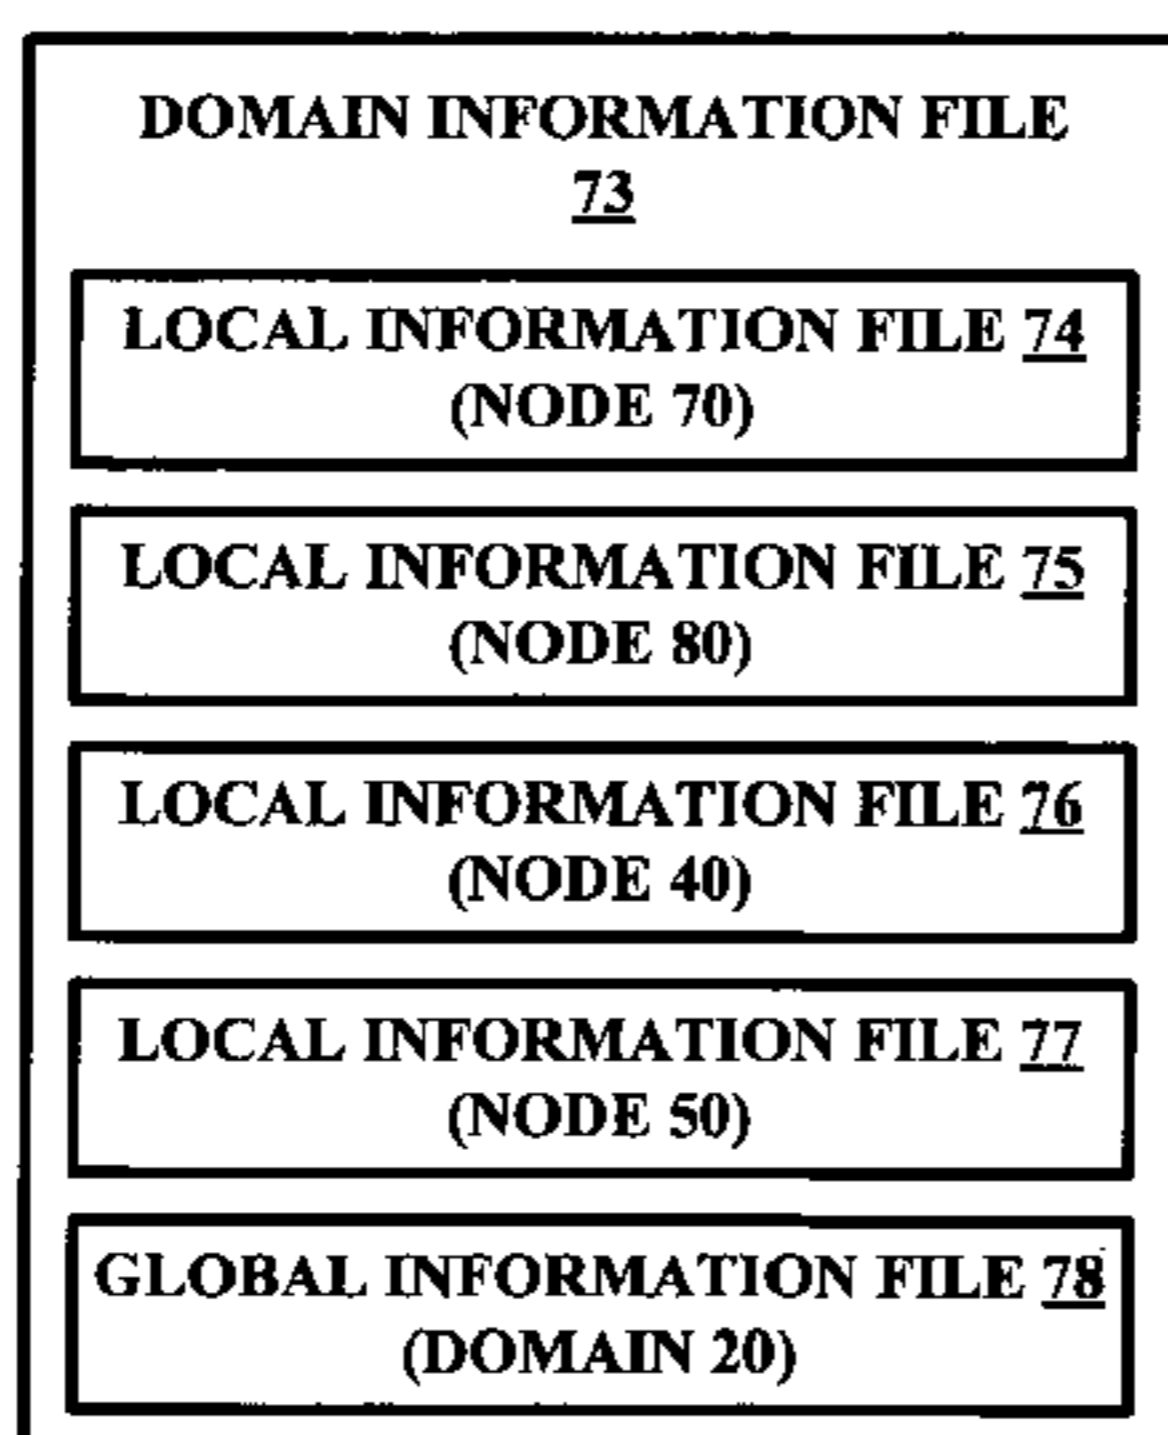 DOMAIN INFORMATION FILE
73
LOCAL INFORMATION FILE 74
(NODE 70)
LOCAL INFORMATION FILE 75
(NODE 80)
LOCAL INFORMATION FILE 76
(NODE 40)
LOCAL INFORMATION FILE 77
(NODE 50)
GLOBAL INFORMATION FILE 78
(DOMAIN 20)